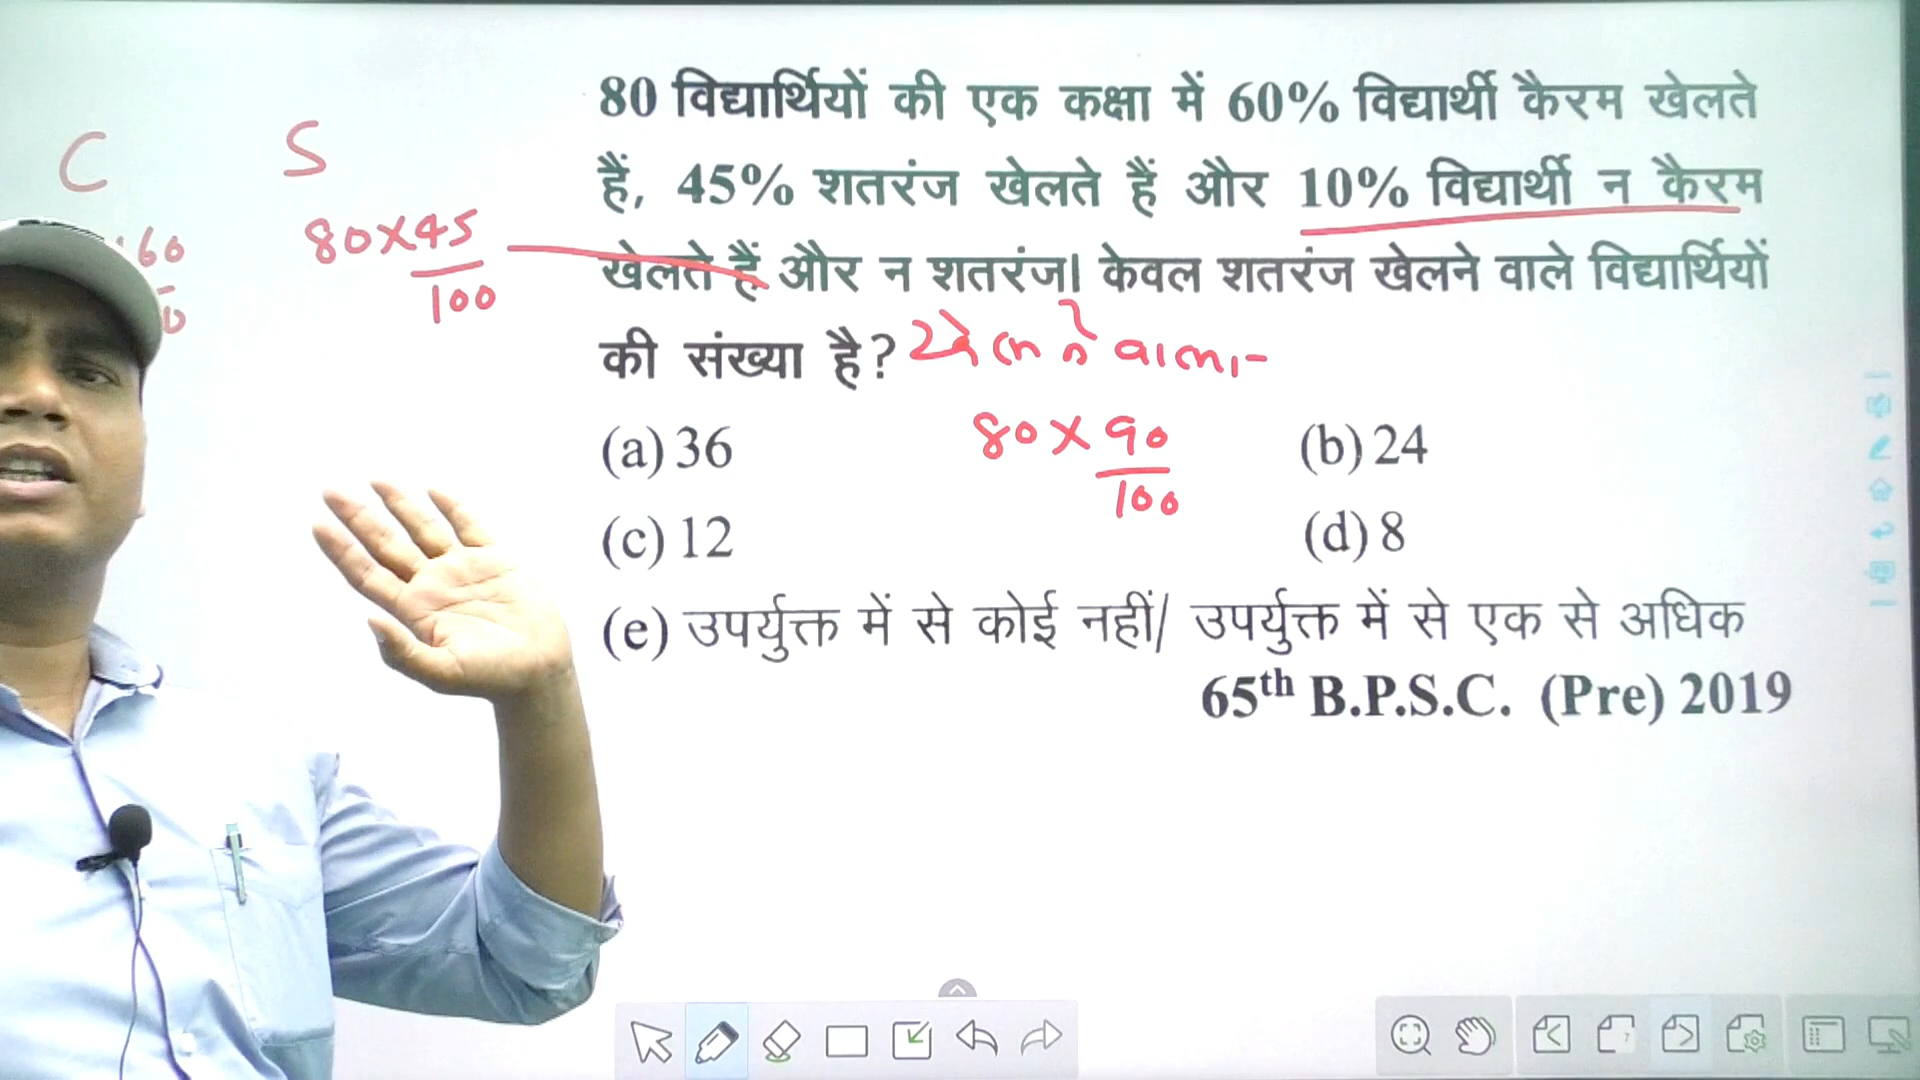 80 विद्यार्थियों की एक कक्षा में 60% विद्यार्थी कैरम खेलते
हैं, 45% शतरंज खेलते हैं और 10% विद्यार्थी न कैरम
खेलते हैं और न शतरंज। केवल शतरंज खेलने वाले विद्यार्थियों
की संख्या है?
(a) 36 (b) 24
(c) 12 (d) 8
(e) उपर्युक्त में से कोई नहीं/ उपर्युक्त में से एक से अधिक
65th B.P.S.C. (Pre) 2019
C S
60
80×45
100
80×90
100